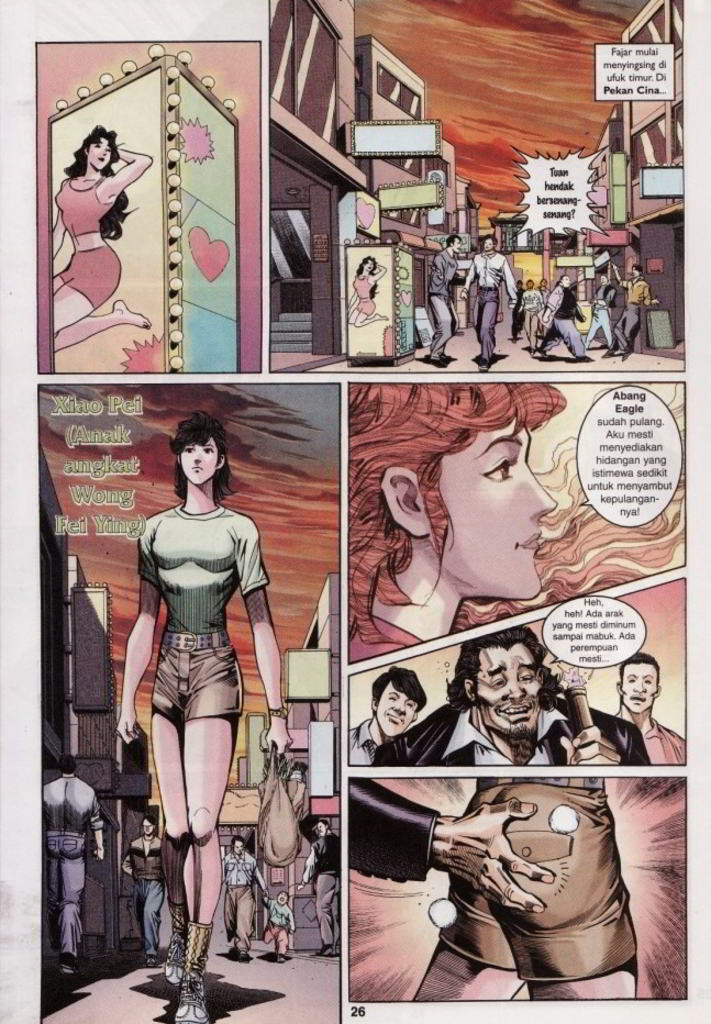 Fajar mulai
menyingsing di
ufuk timur. Di
Pekan Cina...
Tuan
hendak
bersenang-
senang?
Xiao Pei
(Anak
angkat
Wong
Fei Ying)
Abang
Eagle
sudah pulang.
Aku mesti
menyediakan
hidangan yang
istimewa sedikit
untuk menyambut
kepulangan-
nya!
Heh,
heh! Ada arak
yang mesti diminum
sampai mabuk. Ada
perempuan
mesti...
26